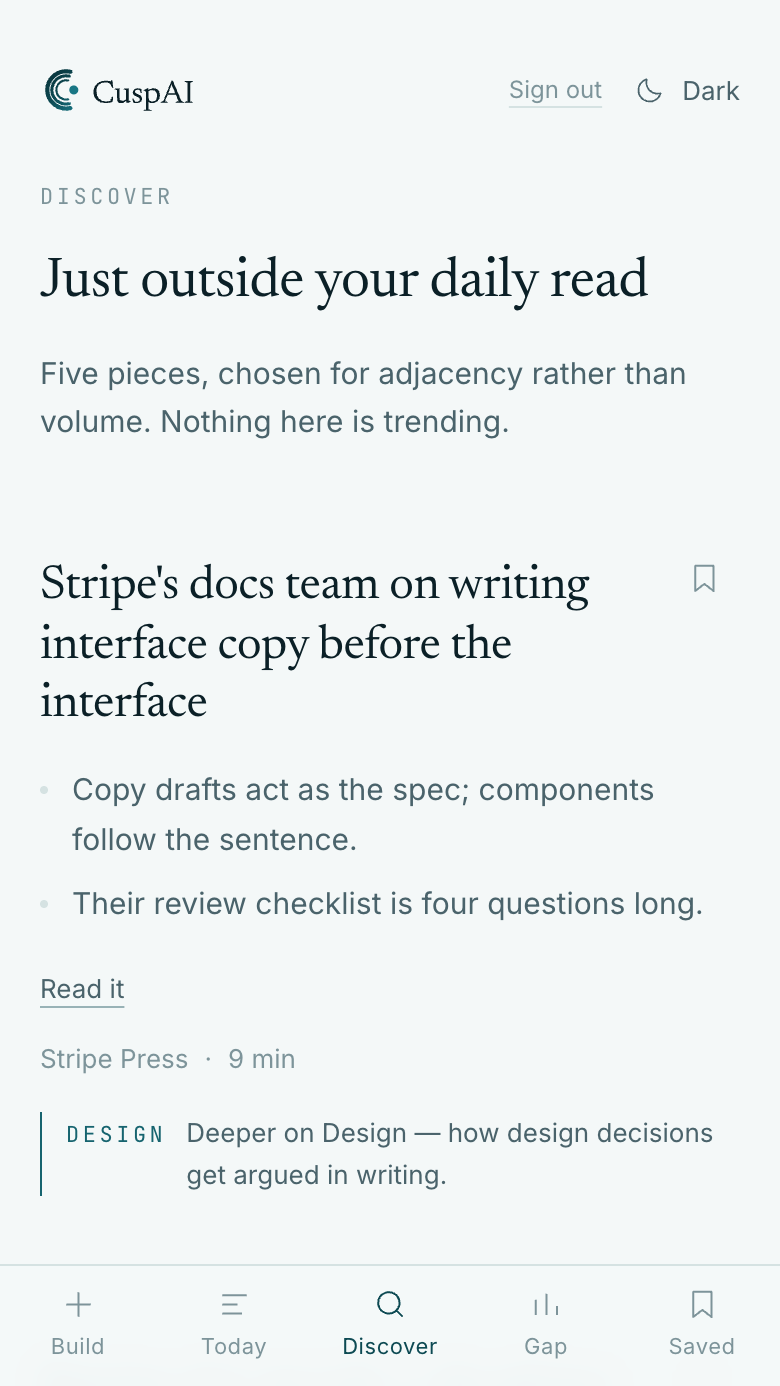 CuspAI
Sign out
Dark
DISCOVER
Just outside your daily read
Five pieces, chosen for adjacency rather than
volume. Nothing here is trending.
Stripe's docs team on writing
interface copy before the
interface
Copy drafts act as the spec; components
follow the sentence.
Their review checklist is four questions long.
Read it
Stripe Press · 9 min
DESIGN Deeper on Design — how design decisions
get argued in writing.
Build
Today
Discover
Gap
Saved